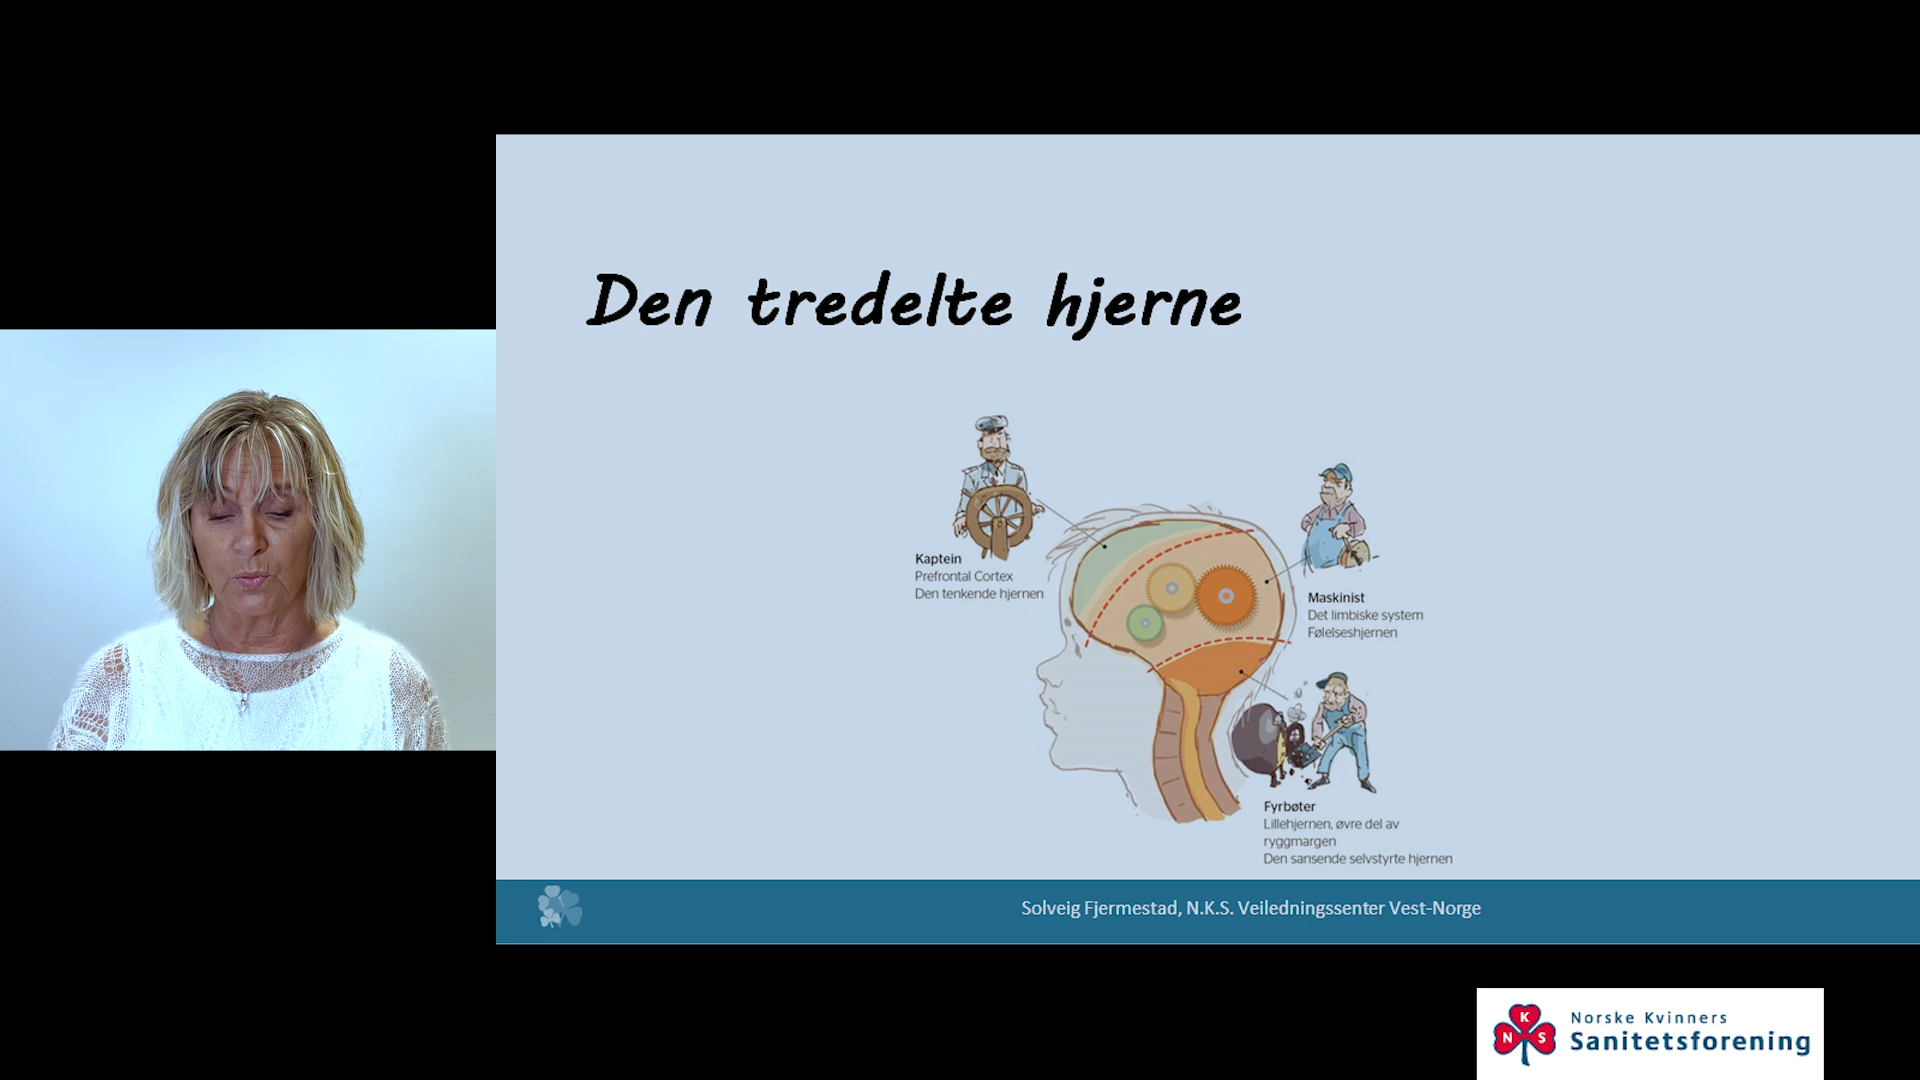 Den tredelte hjerne
Kaptein
Prefrontal Cortex
Den tenkende hjernen
Maskinist
Det limbiske system
Følelseshjernen
Fyrbøter
Lillehjernen, øvre del av
ryggmargen
Den sansende selvstyrte hjernen
Solveig Fjermestad, N.K.S. Veiledningssenter Vest-Norge
N K S
Norske Kvinners
Sanitetsforening